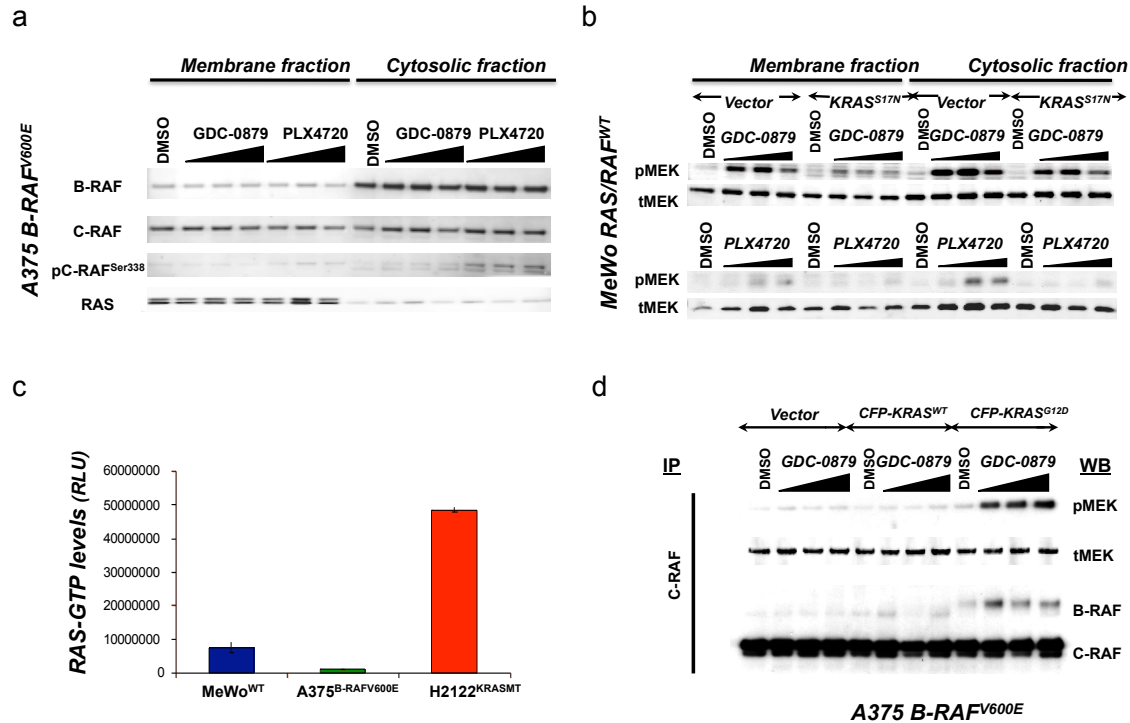 a
Membrane fraction Cytosolic fraction
DMSO GDC-0879 PLX4720 DMSO GDC-0879 PLX4720
B-RAF
C-RAF
pC-RAFSer338
RAS
A375 B-RAFV600E
b
Membrane fraction Cytosolic fraction
Vector KRASS17N Vector KRASS17N
DMSO GDC-0879 DMSO GDC-0879 DMSO GDC-0879 DMSO GDC-0879
pMEK
tMEK
DMSO PLX4720 DMSO PLX4720 DMSO PLX4720 DMSO PLX4720
pMEK
tMEK
MeWo RAS/RAFWT
c
RAS-GTP levels (RLU)
60000000
50000000
40000000
30000000
20000000
10000000
0
MeWoWT A375B-RAFV600E H2122KRASMT
d
Vector CFP-KRASWT CFP-KRASG12D
IP DMSO GDC-0879 DMSO GDC-0879 DMSO GDC-0879 WB
C-RAF
pMEK
tMEK
B-RAF
C-RAF
A375 B-RAFV600E